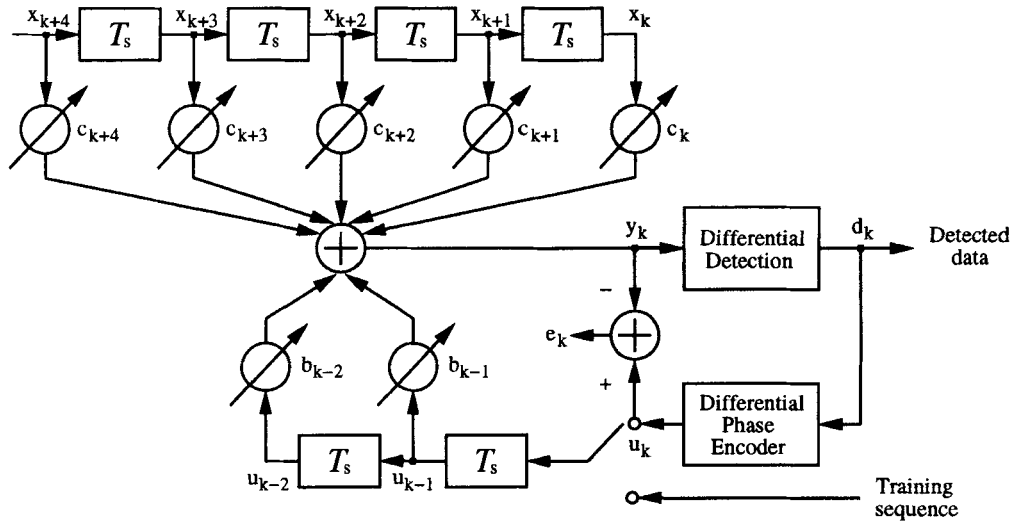 x_{k+4} x_{k+3} x_{k+2} x_{k+1} x_k
T_s T_s T_s T_s
c_{k+4} c_{k+3} c_{k+2} c_{k+1} c_k
y_k
Differential
Detection
d_k
Detected
data
+
−
e_k
+
b_{k−2} b_{k−1}
+
Differential
Phase
Encoder
u_k
T_s T_s
u_{k−2} u_{k−1}
Training
sequence